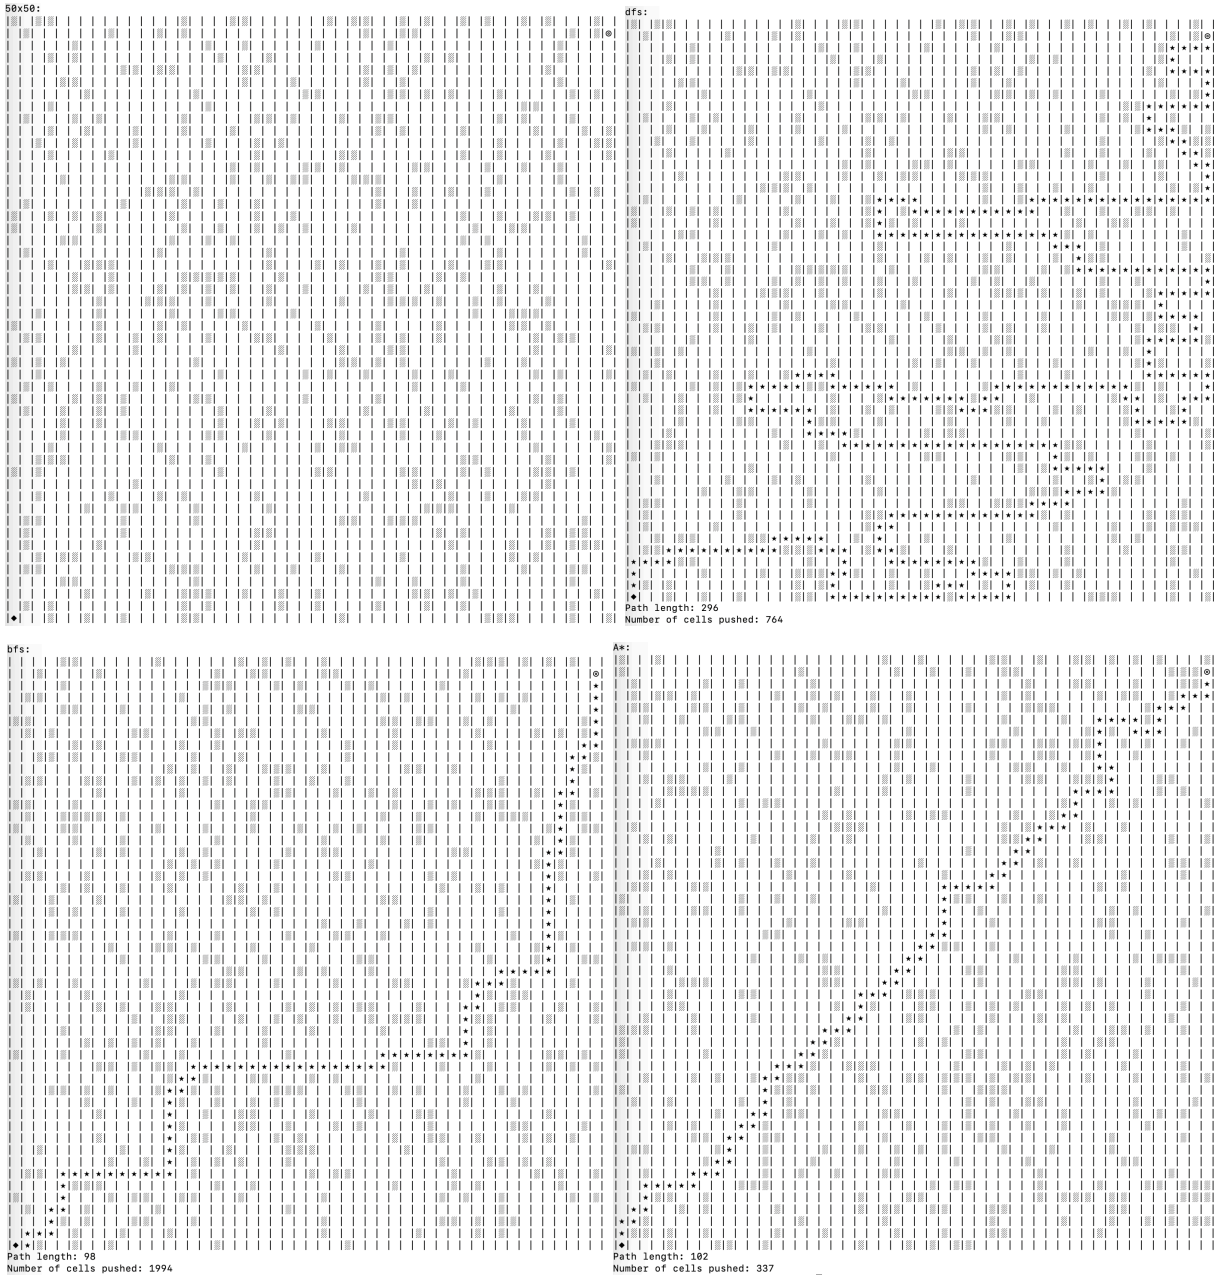 50x50:
dfs:
Path length: 296
Number of cells pushed: 764
bfs:
Path length: 98
Number of cells pushed: 1994
A*:
Path length: 102
Number of cells pushed: 337